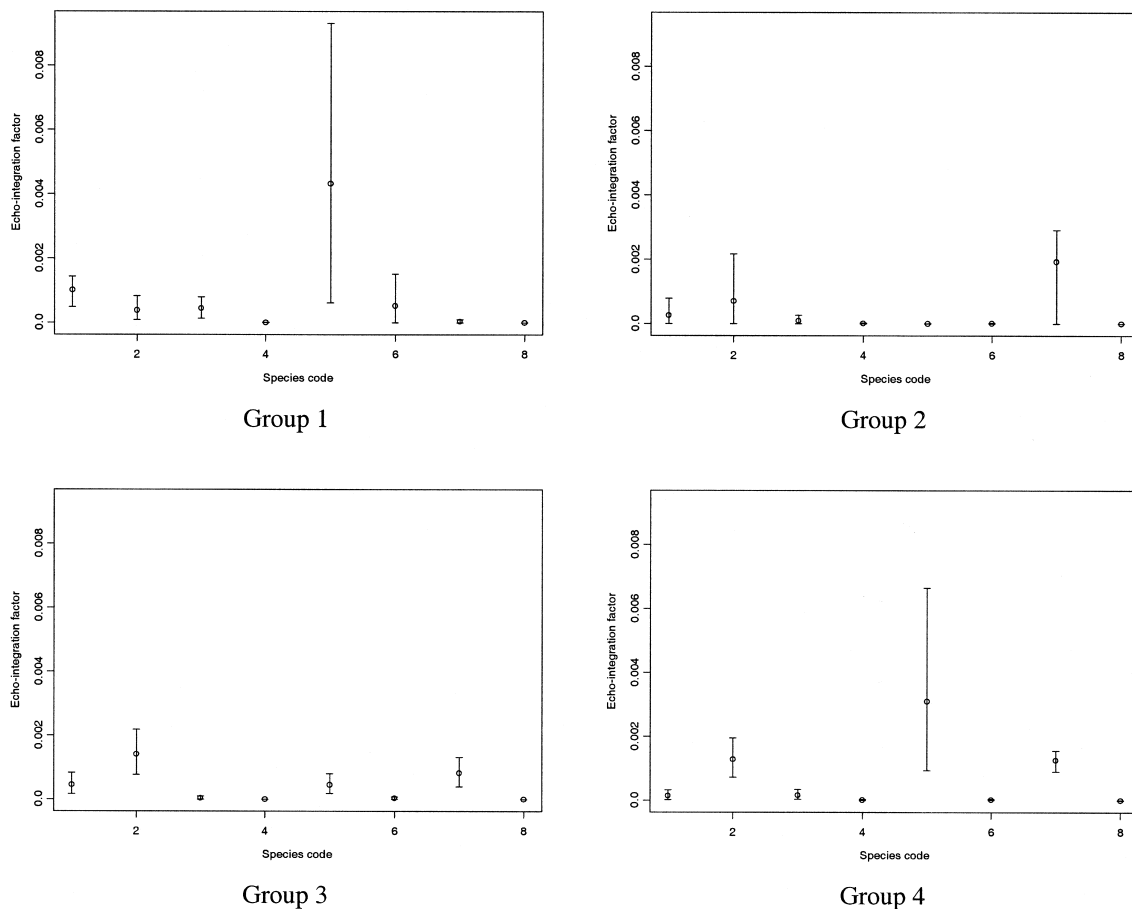 0.008
0.006
0.004
0.002
0.0
Echo-integration factor
2 4 6 8
Species code
Group 1
0.008
0.006
0.004
0.002
0.0
Echo-integration factor
2 4 6 8
Species code
Group 2
0.008
0.006
0.004
0.002
0.0
Echo-integration factor
2 4 6 8
Species code
Group 3
0.008
0.006
0.004
0.002
0.0
Echo-integration factor
2 4 6 8
Species code
Group 4